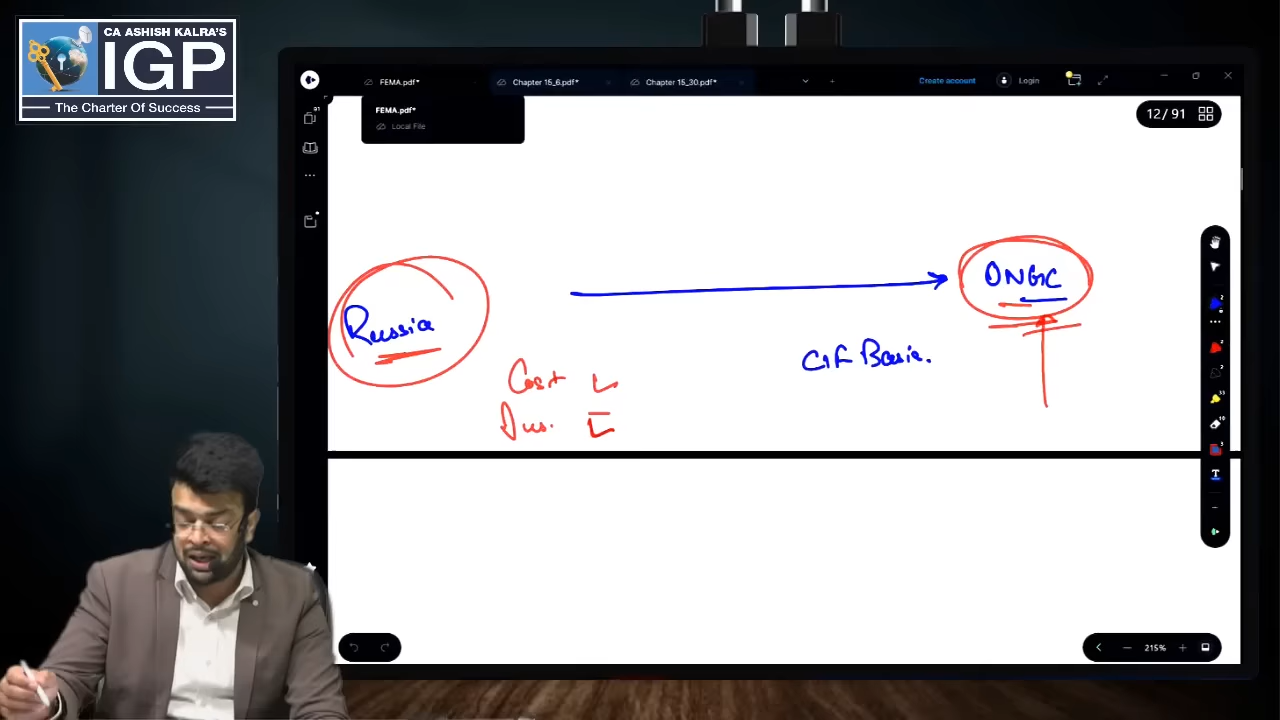 CA ASHISH KALRA'S
IGP
The Charter Of Success
FEMA.pdf*
Chapter 15_6.pdf*
Chapter 15_30.pdf*
Create account
Login
FEMA.pdf*
Local File
91
12/ 91
ONGC
Russia
CIF Basis.
Cost
Ins.
215%